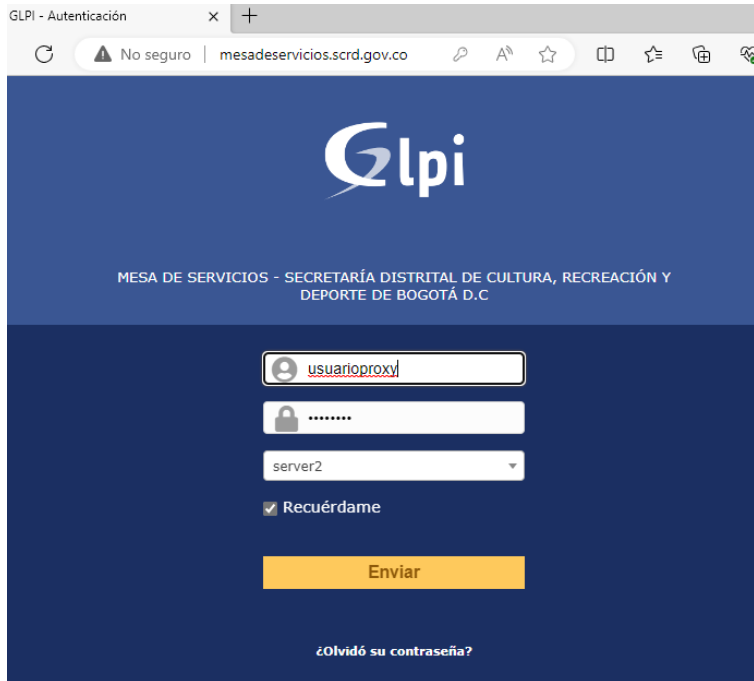 GLPI - Autenticación
No seguro | mesadeservicios.scrd.gov.co
Glpi
MESA DE SERVICIOS - SECRETARÍA DISTRITAL DE CULTURA, RECREACIÓN Y
DEPORTE DE BOGOTÁ D.C
usuarioproxy
••••••••
server2
Recuérdame
Enviar
¿Olvidó su contraseña?